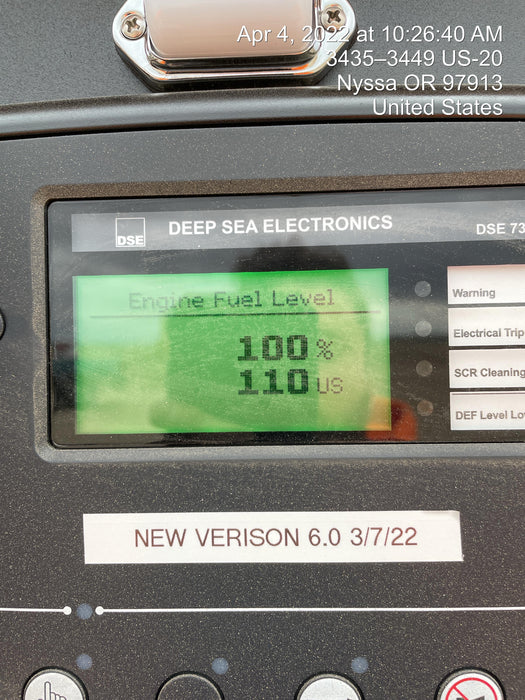 Apr 4, 2022 at 10:26:40 AM
3435–3449 US-20
Nyssa OR 97913
United States
DSE
DEEP SEA ELECTRONICS
DSE 73
Engine Fuel Level
100 %
110 US
Warning
Electrical Trip
SCR Cleaning
DEF Level Lo
NEW VERISON 6.0 3/7/22